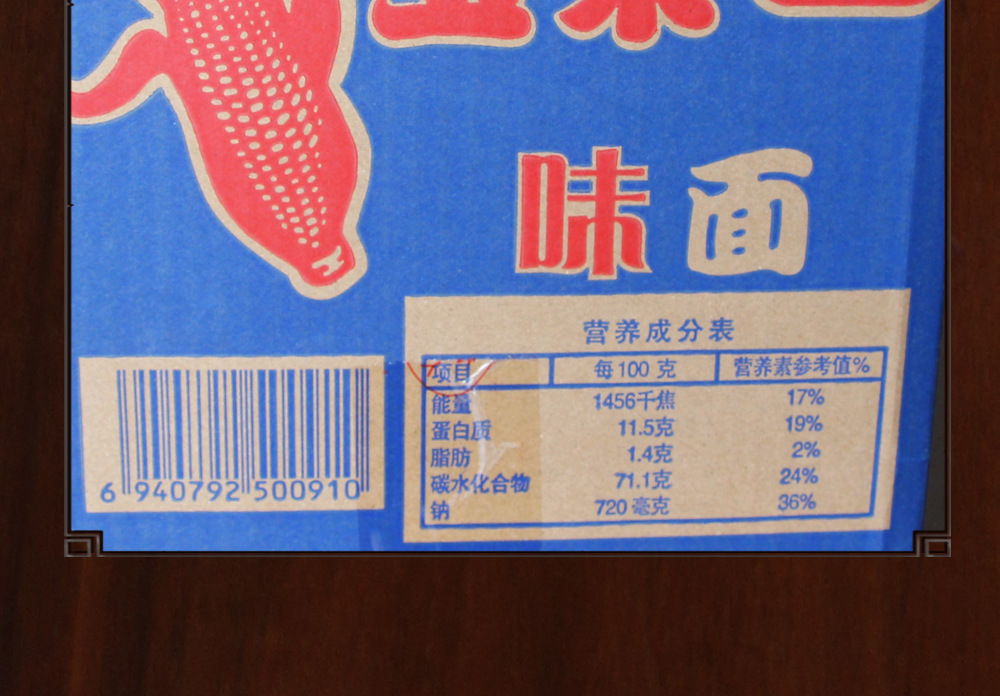 味面
营养成分表
项目 每100克 营养素参考值%
能量 1456千焦 17%
蛋白质 11.5克 19%
脂肪 1.4克 2%
碳水化合物 71.1克 24%
钠 720毫克 36%
6 940792 500910